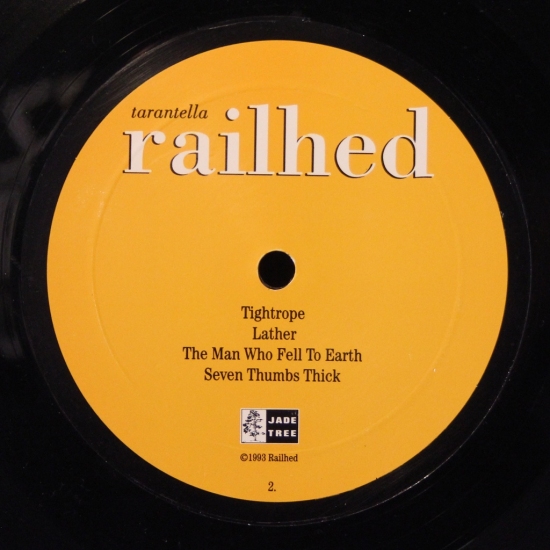 tarantella
railhed
Tightrope
Lather
The Man Who Fell To Earth
Seven Thumbs Thick
JADE
TREE
©1993 Railhed
2.